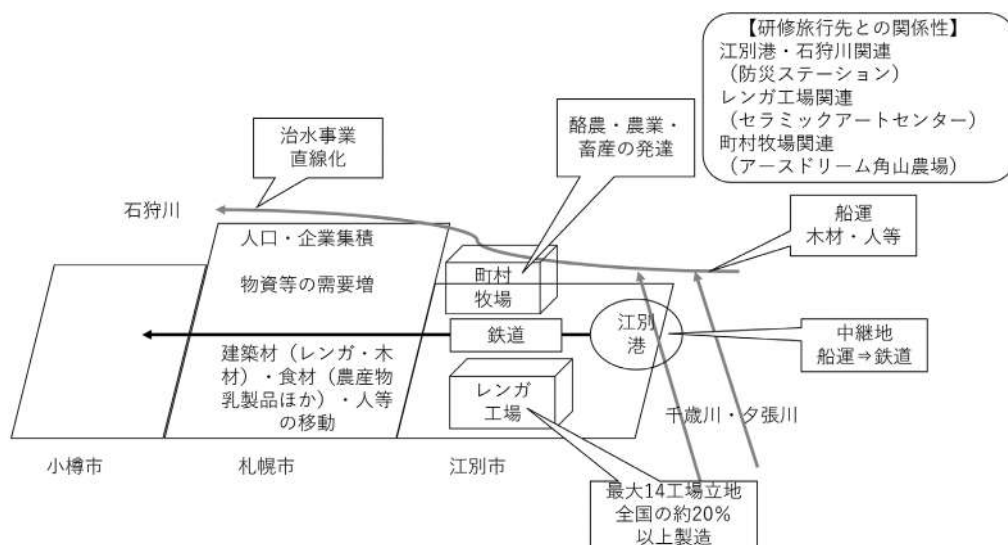 【研修旅行先との関係性】
江別港・石狩川関連
（防災ステーション）
レンガ工場関連
（セラミックアートセンター）
町村牧場関連
（アースドリーム角山農場）
酪農・農業・
畜産の発達
治水事業
直線化
石狩川
船運
木材・人等
人口・企業集積
物資等の需要増
町村
牧場
鉄道
江別
港
中継地
船運⇒鉄道
建築材（レンガ・木
材）・食材（農産物
乳製品ほか）・人等
の移動
レンガ
工場
千歳川・夕張川
小樽市
札幌市
江別市
最大14工場立地
全国の約20%
以上製造